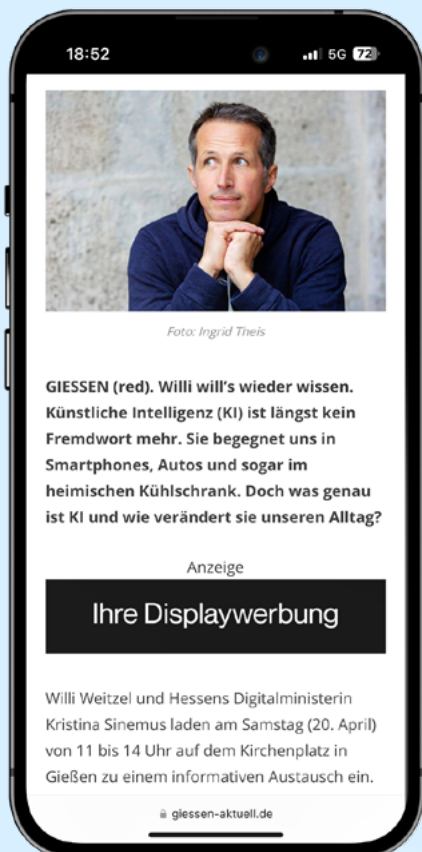 18:52
5G 72
Foto: Ingrid Theis
GIESSEN (red). Willi will's wieder wissen.
Künstliche Intelligenz (KI) ist längst kein
Fremdwort mehr. Sie begegnet uns in
Smartphones, Autos und sogar im
heimischen Kühlschrank. Doch was genau
ist KI und wie verändert sie unseren Alltag?
Anzeige
Ihre Displaywerbung
Willi Weitzel und Hessens Digitalministerin
Kristina Sinemus laden am Samstag (20. April)
von 11 bis 14 Uhr auf dem Kirchenplatz in
Gießen zu einem informativen Austausch ein.
giessen-aktuell.de